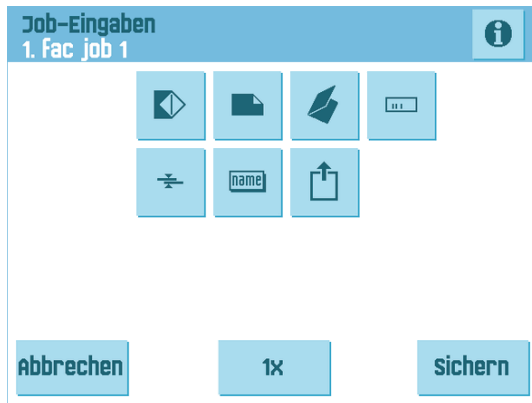 Job-Eingaben
1. Fac job 1
name
Abbrechen
1x
Sichern